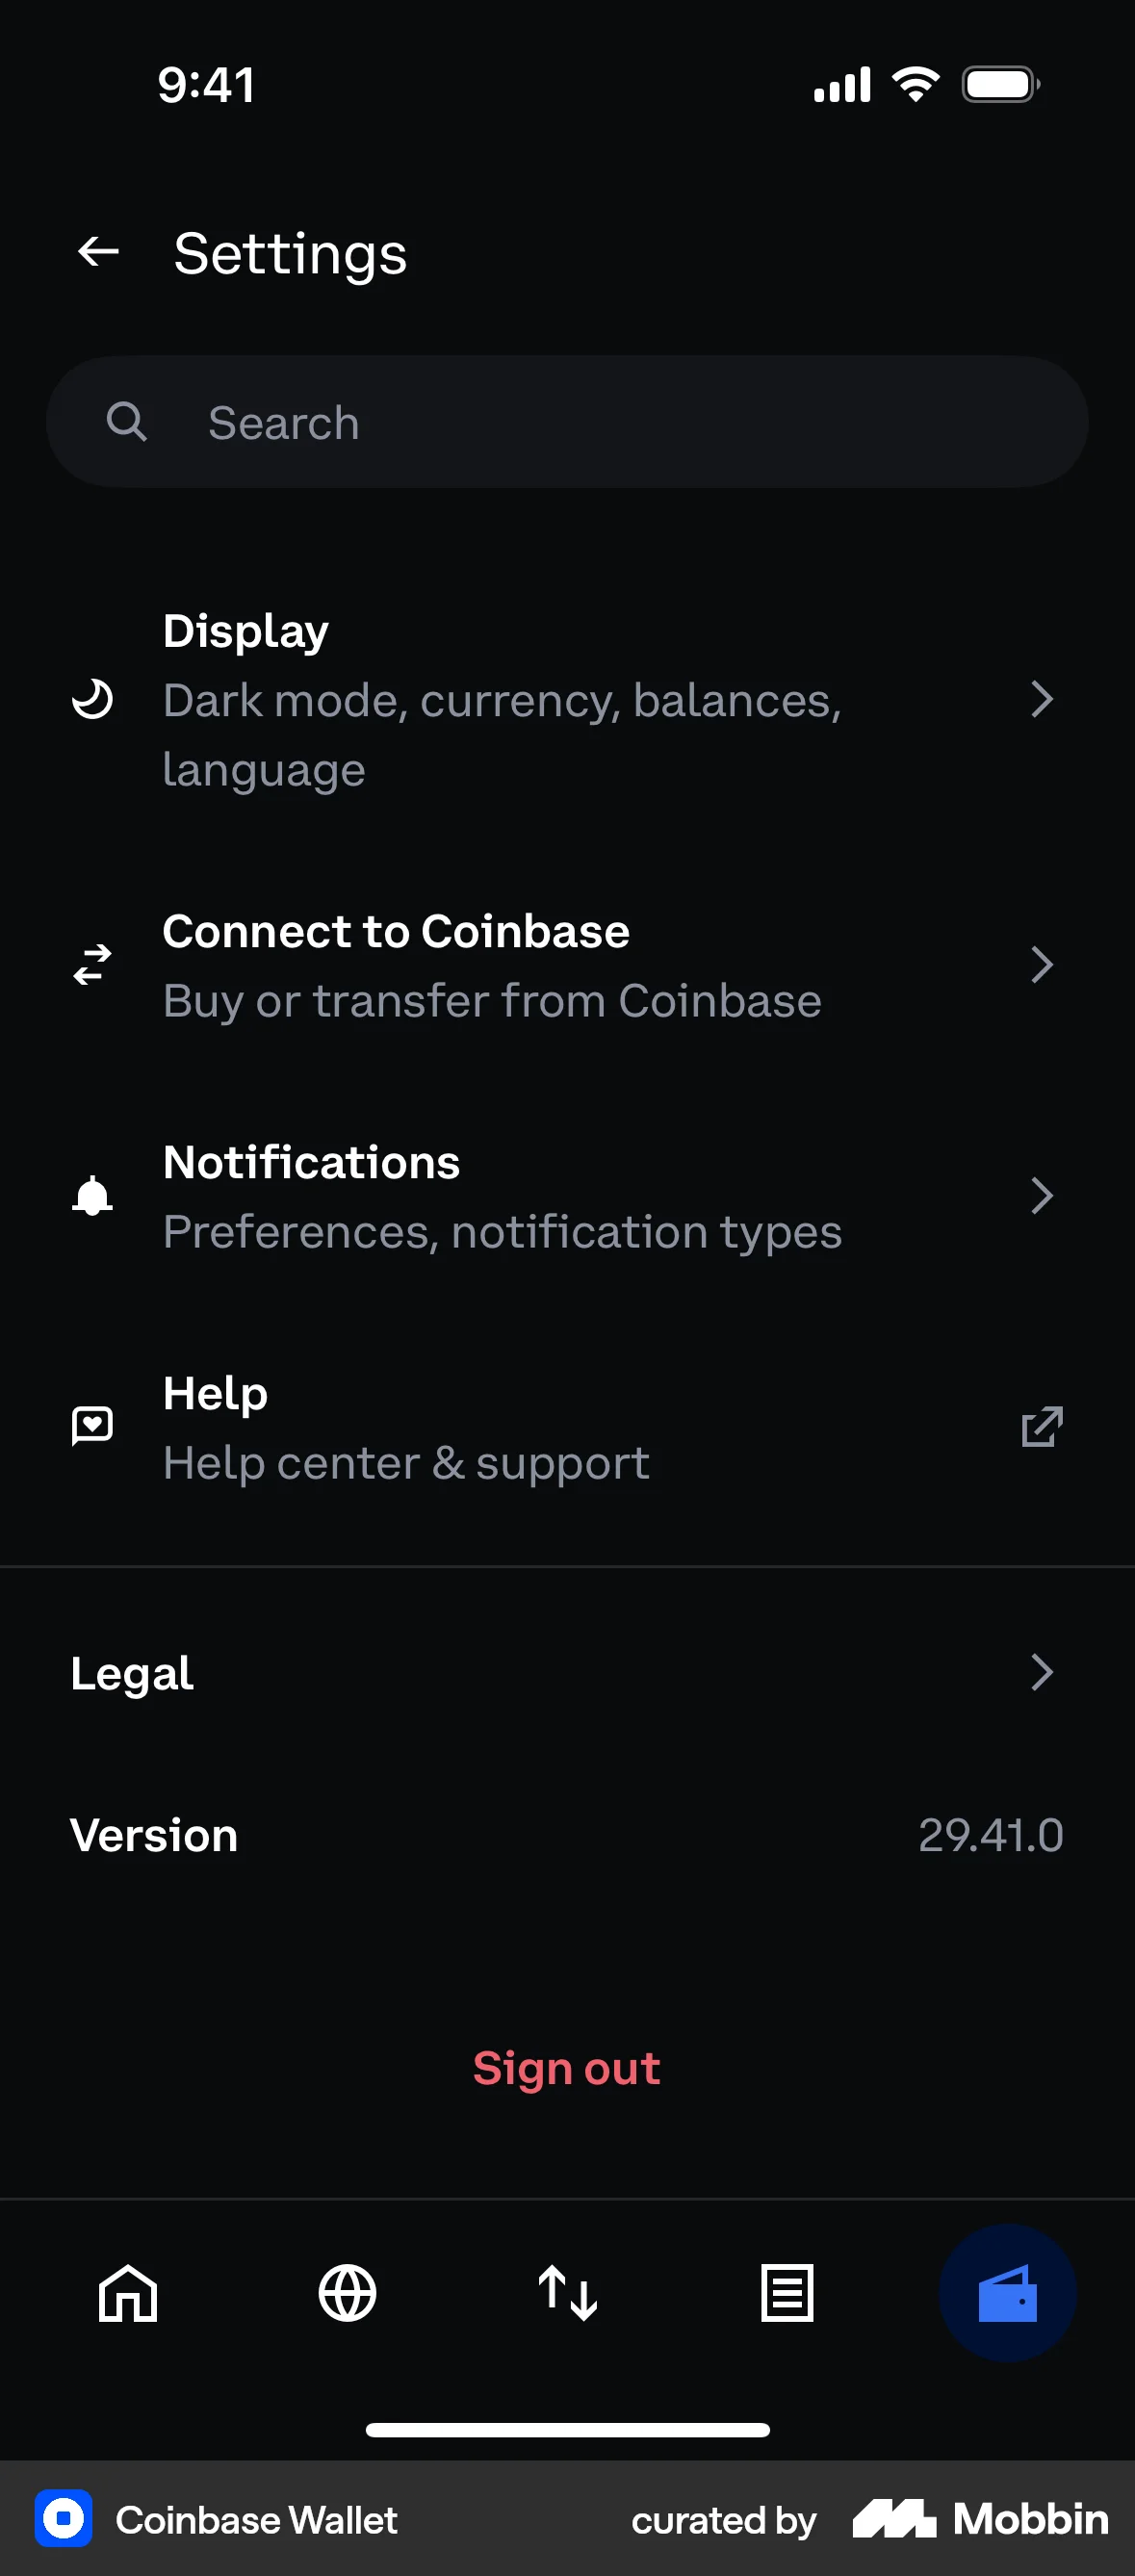 9:41
Settings
Search
Display
Dark mode, currency, balances,
language
Connect to Coinbase
Buy or transfer from Coinbase
Notifications
Preferences, notification types
Help
Help center & support
Legal
Version 29.41.0
Sign out
Coinbase Wallet curated by Mobbin